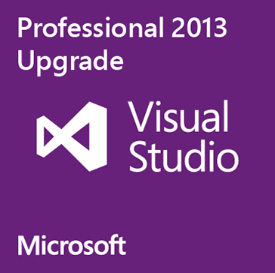 Professional 2013
Upgrade
Visual
Studio
Microsoft